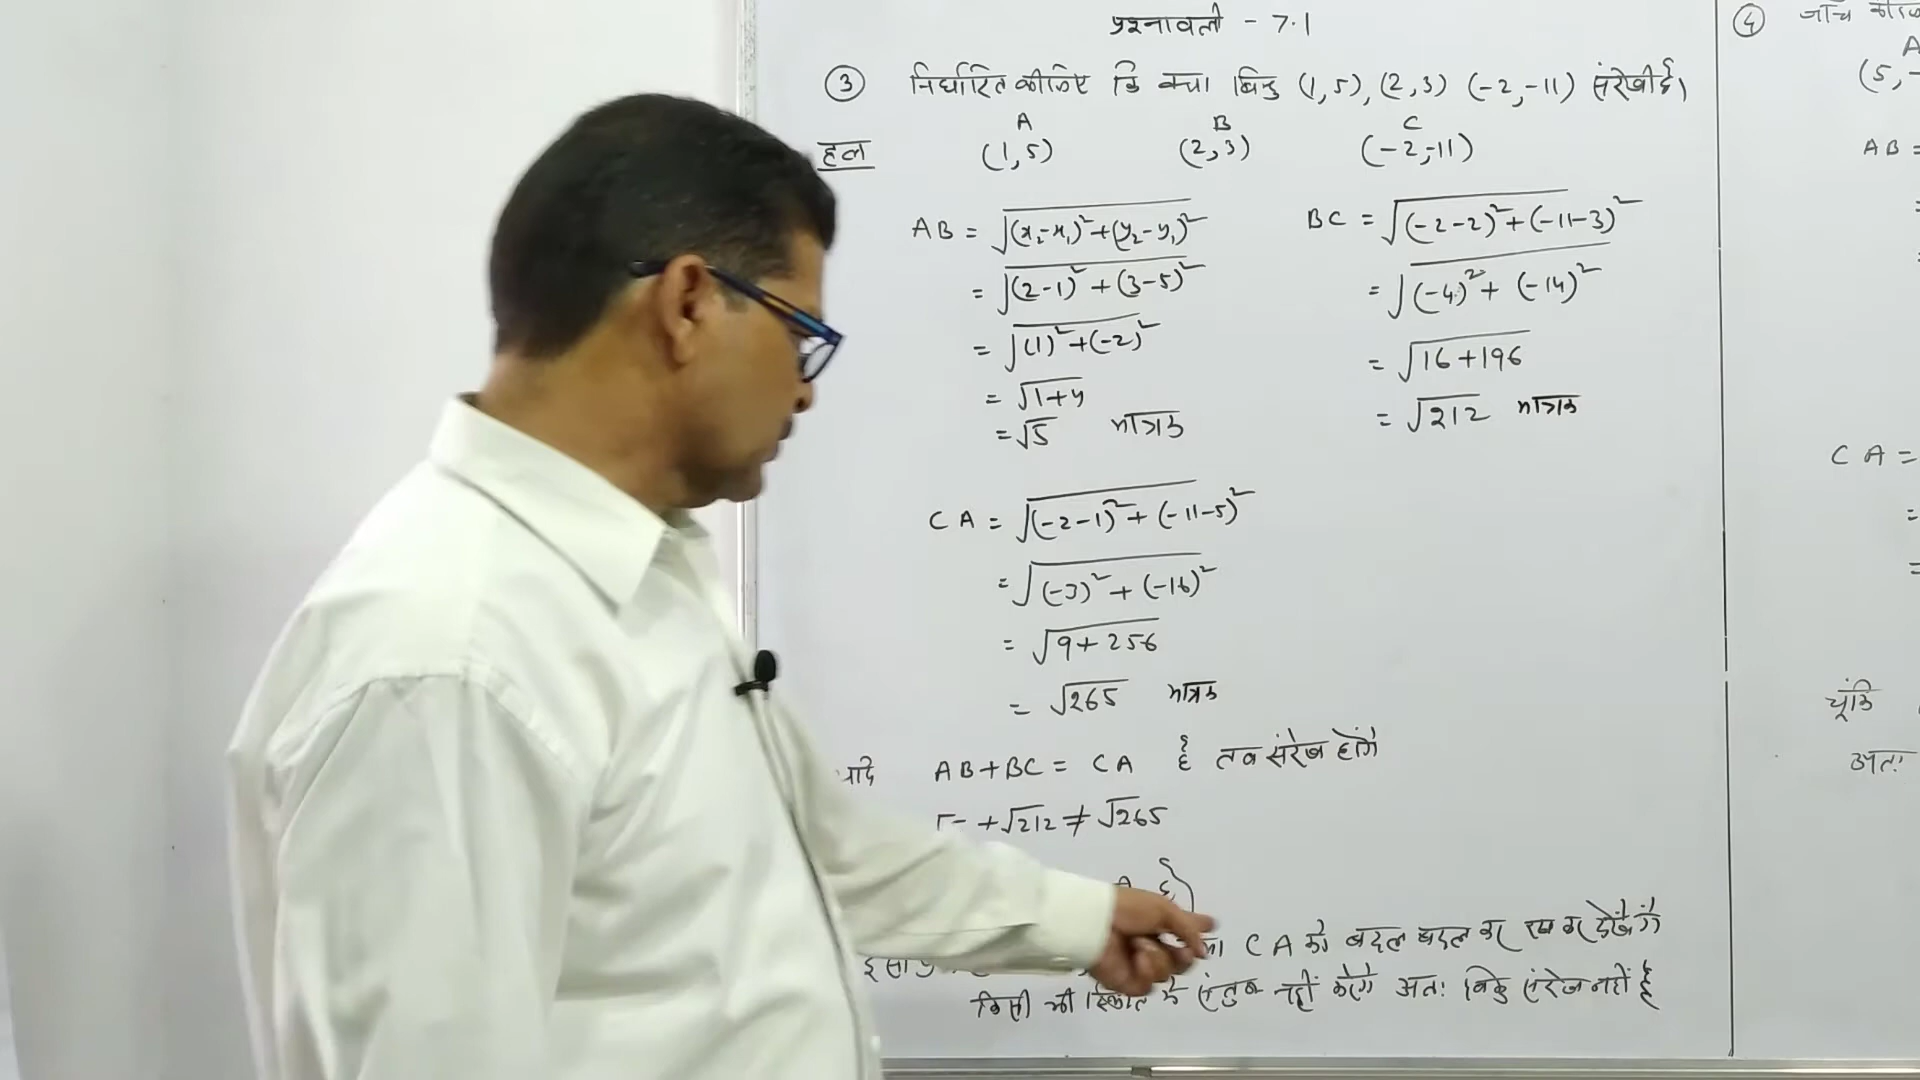 प्रश्नावली - 7.1
③ निर्धारित कीजिए कि क्या बिन्दु (1,5), (2,3) (-2,-11) संरेखी है।
हल A(1,5) B(2,3) C(-2,-11)
AB = √(x₂-x₁)²+(y₂-y₁)²
= √(2-1)²+(3-5)²
= √(1)²+(-2)²
= √1+4
= √5 मात्रक
BC = √(-2-2)²+(-11-3)²
= √(-4)²+(-14)²
= √16+196
= √212 मात्रक
CA = √(-2-1)²+(-11-5)²
= √(-3)²+(-16)²
= √9+256
= √265 मात्रक
यदि AB+BC = CA है तब संरेख होंगे
+√212 ≠ √265
CA को बदल बदल कर रख कर देखेंगे
किसी भी में संतुष्ट नहीं करेंगे अतः बिन्दु संरेख नहीं है
④ जाँच
A
(5,-
AB =
=
CA =
=
=
चूंकि
अतः